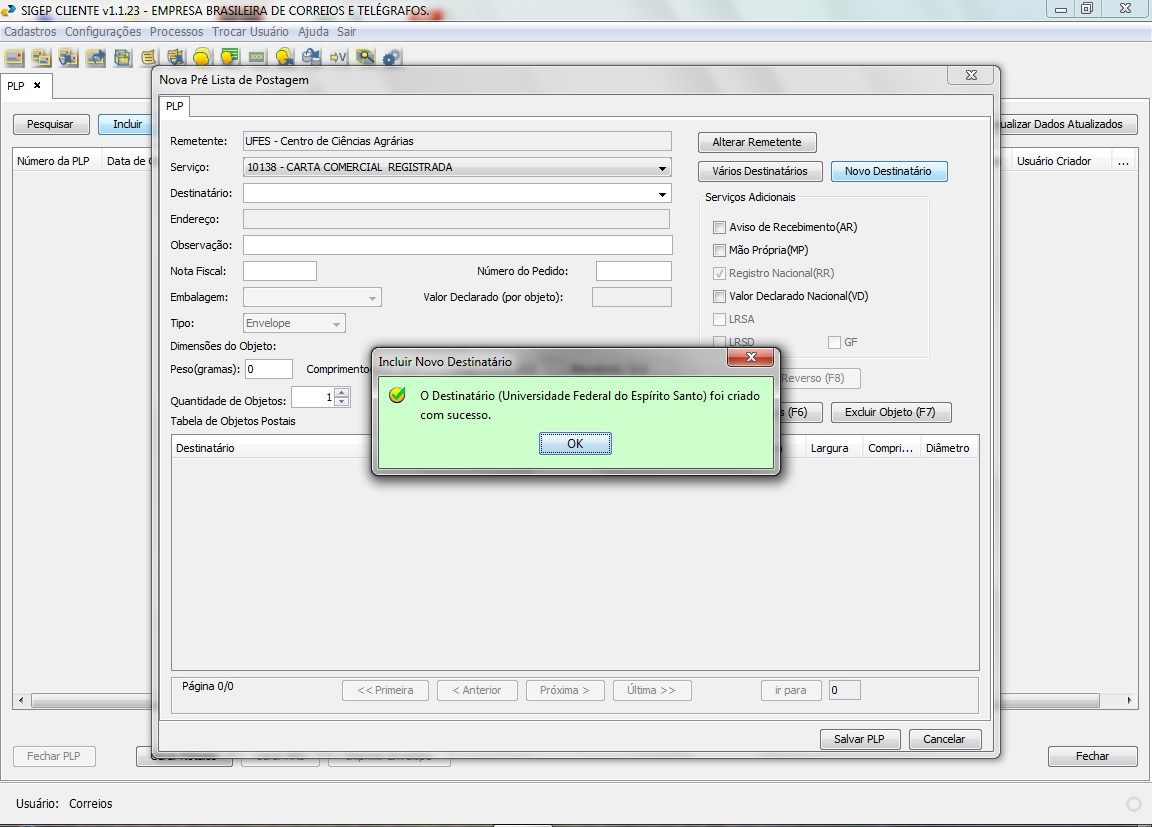 SIGEP CLIENTE v1.1.23 - EMPRESA BRASILEIRA DE CORREIOS E TELÉGRAFOS.
Cadastros Configurações Processos Trocar Usuário Ajuda Sair
PLP
Nova Pré Lista de Postagem
PLP
Pesquisar Incluir
Dados Atualizados
Número da PLP Data de
Usuário Criador ...
Remetente: UFES - Centro de Ciências Agrárias
Alterar Remetente
Serviço: 10138 - CARTA COMERCIAL REGISTRADA
Vários Destinatários Novo Destinatário
Destinatário:
Serviços Adicionais
Endereço:
Aviso de Recebimento(AR)
Observação:
Mão Própria(MP)
Nota Fiscal: Número do Pedido:
Registro Nacional(RR)
Embalagem: Valor Declarado (por objeto):
Valor Declarado Nacional(VD)
Tipo: Envelope
LRSA
Dimensões do Objeto:
LRSD GF
Peso(gramas): 0 Comprimento
Reverso (F8)
Quantidade de Objetos: 1
(F6) Excluir Objeto (F7)
Tabela de Objetos Postais
Destinatário
Largura Compri... Diâmetro
Incluir Novo Destinatário
O Destinatário (Universidade Federal do Espírito Santo) foi criado
com sucesso.
OK
Página 0/0 << Primeira < Anterior Próxima > Última >> ir para 0
Salvar PLP Cancelar
Fechar PLP
Fechar
Usuário: Correios